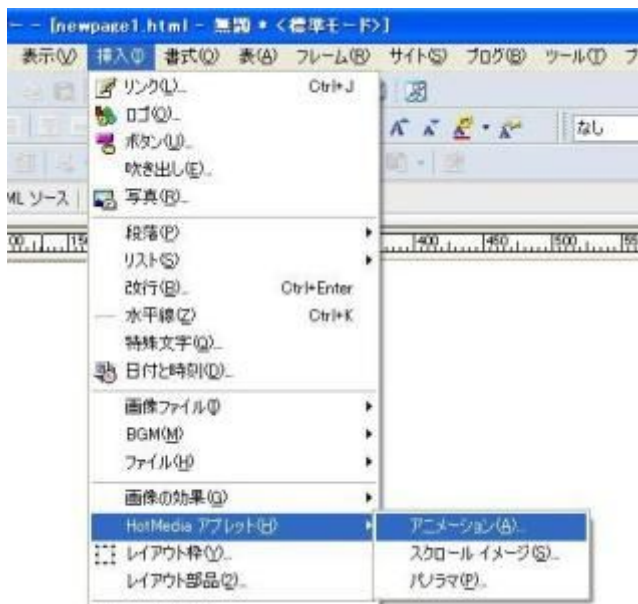 - [newpage1.html - 無題 * <標準モード>]
表示(V) 挿入(I) 書式(O) 表(A) フレーム(R) サイト(S) ブログ(B) ツール(T)
リンク(L)... Ctrl+J
ロゴ(O)...
ボタン(U)...
なし
吹き出し(E)...
写真(R)...
ML ソース
段落(P)
400 450 500
リスト(S)
改行(B)... Ctrl+Enter
水平線(Z) Ctrl+K
特殊文字(Q)...
日付と時刻(D)...
画像ファイル(I)
BGM(M)
ファイル(H)
画像の効果(G)
HotMedia アプレット(H) アニメーション(A)...
レイアウト枠(Y)... スクロール イメージ(S)...
レイアウト部品(2)... パノラマ(P)...